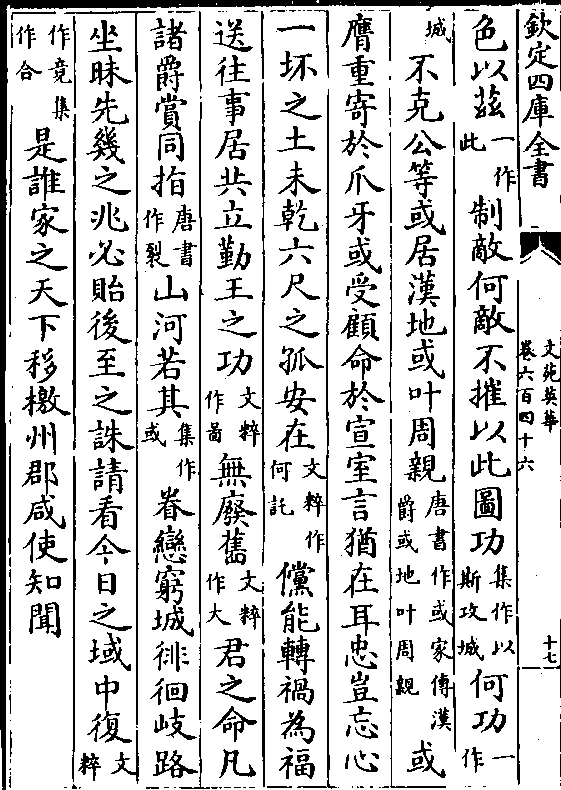 欽定四庫全書
文苑英華
卷六百四十六
十七
色以茲一作此制敵何敵不摧以此圖功集作以斯攻城何功一作
城不克公等或居漢地或叶周親唐書作或家傳漢爵或地叶周親或
膺重寄於爪牙或受顧命於宣室言猶在耳忠豈忘心
一坏之土未乾六尺之孤安在文粹作何託儻能轉禍為福
送往事居共立勤王之功文粹作啚無廢舊文粹作大君之命凡
諸爵賞同指唐書作裂山河若其集作或眷戀窮城徘徊岐路
坐昧先幾之兆必貽後至之誅請看今日之域中復文粹
作竟集作合是誰家之天下移檄州郡咸使知聞